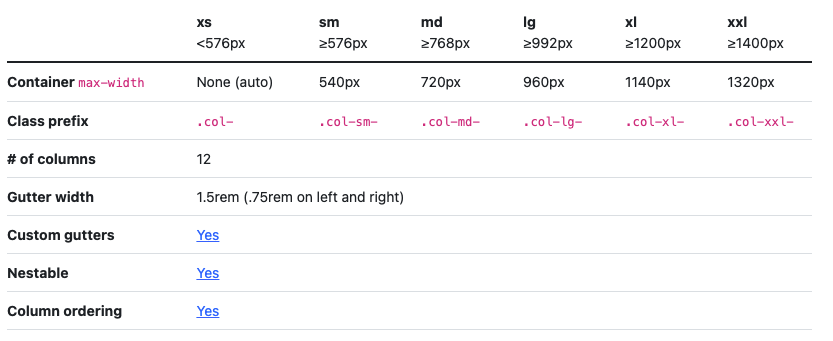 xs sm md lg xl xxl
<576px ≥576px ≥768px ≥992px ≥1200px ≥1400px
Container max-width None (auto) 540px 720px 960px 1140px 1320px
Class prefix .col- .col-sm- .col-md- .col-lg- .col-xl- .col-xxl-
# of columns 12
Gutter width 1.5rem (.75rem on left and right)
Custom gutters Yes
Nestable Yes
Column ordering Yes